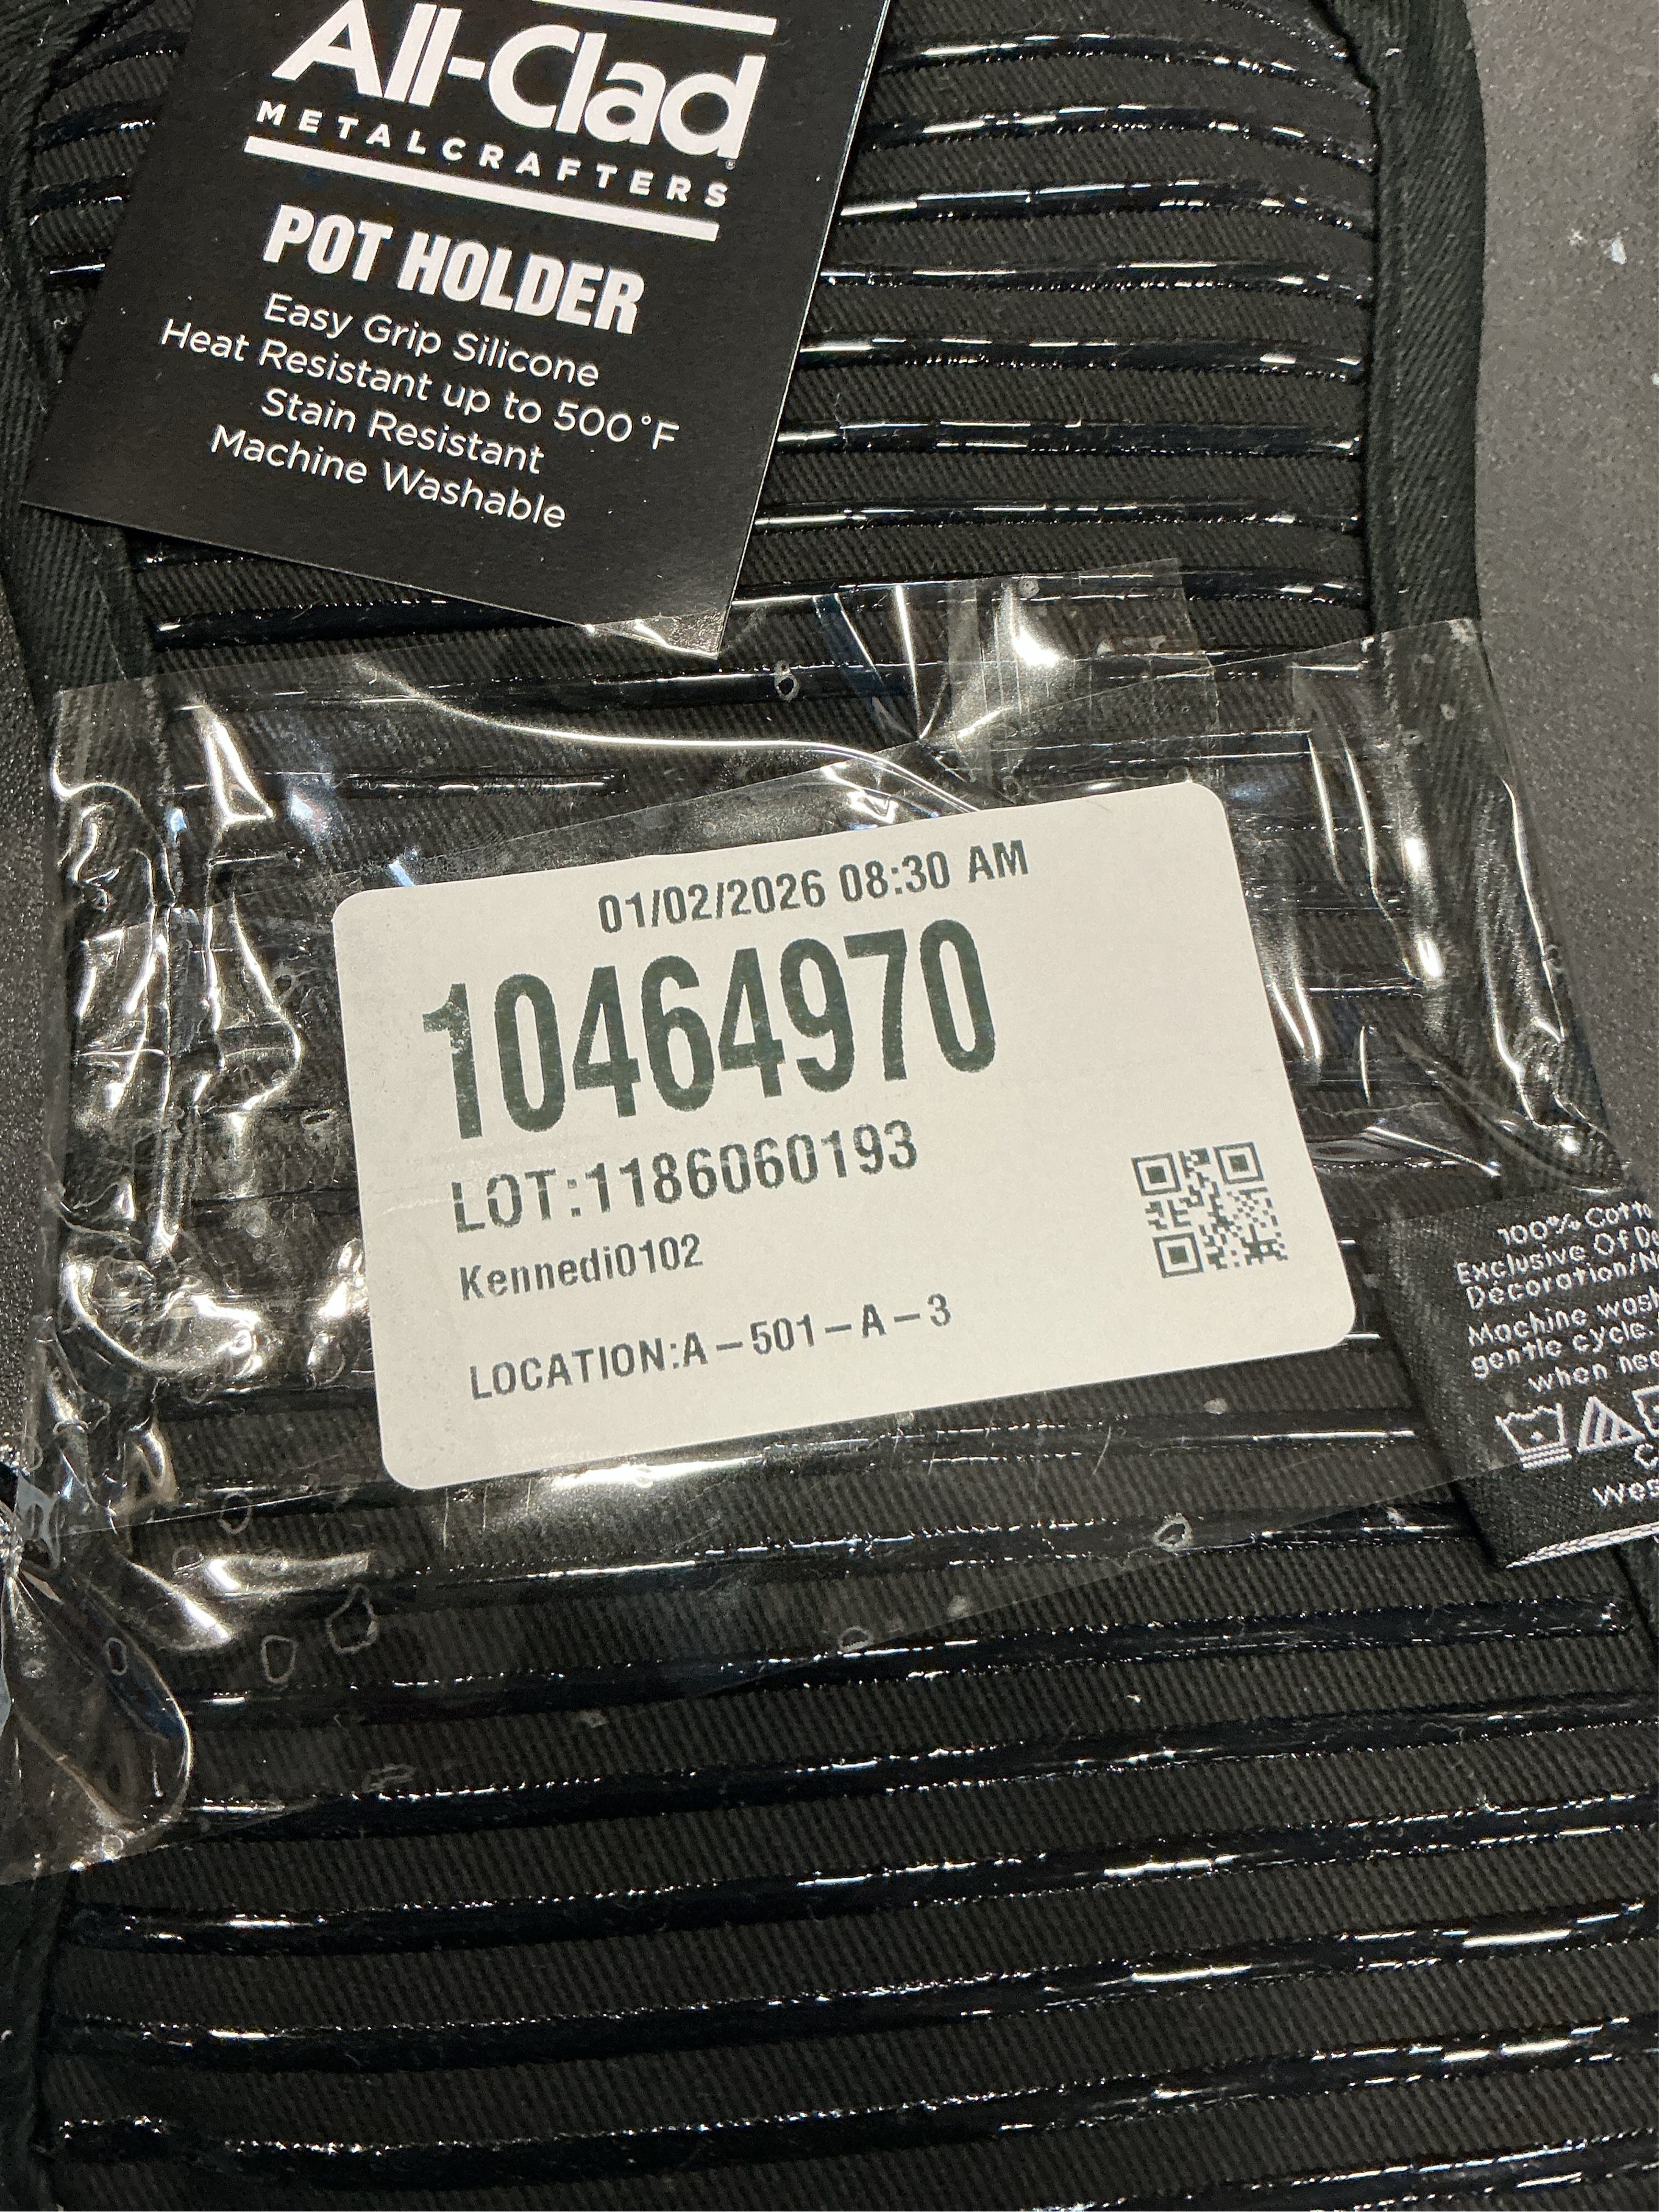 All-Clad
METALCRAFTERS
POT HOLDER
Easy Grip Silicone
Heat Resistant up to 500°F
Stain Resistant
Machine Washable
01/02/2026 08:30 AM
10464970
LOT:1186060193
Kennedi0102
LOCATION:A-501-A-3
100%
Exclusive Of
Machine
gentle cycle.
when